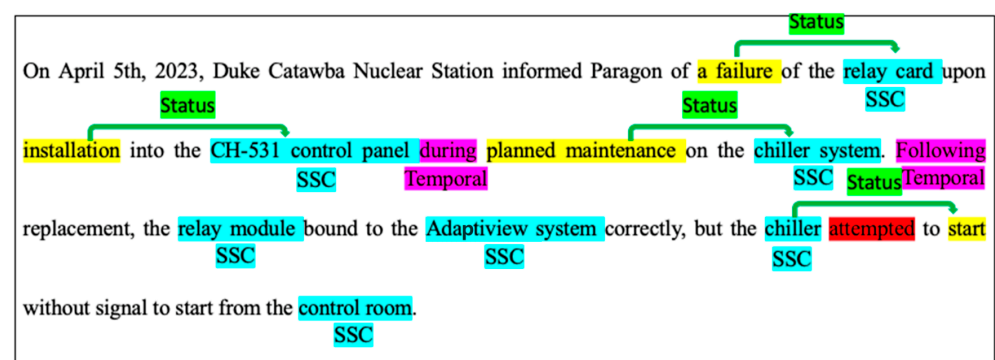 Status
On April 5th, 2023, Duke Catawba Nuclear Station informed Paragon of a failure of the relay card upon
Status Status SSC
installation into the CH-531 control panel during planned maintenance on the chiller system. Following
SSC Temporal SSC Status Temporal
replacement, the relay module bound to the Adaptiview system correctly, but the chiller attempted to start
SSC SSC SSC
without signal to start from the control room.
SSC